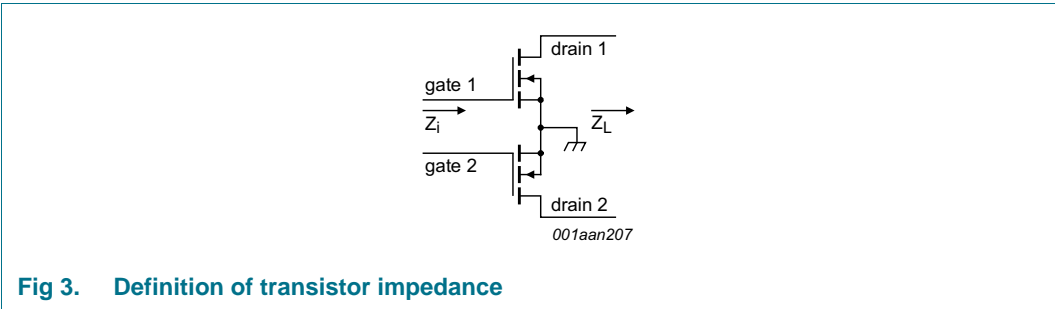 drain 1
gate 1
Zi
ZL
gate 2
drain 2
001aan207
Fig 3. Definition of transistor impedance